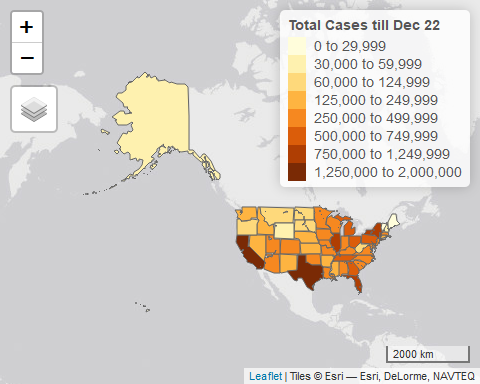 +
−
Total Cases till Dec 22
0 to 29,999
30,000 to 59,999
60,000 to 124,999
125,000 to 249,999
250,000 to 499,999
500,000 to 749,999
750,000 to 1,249,999
1,250,000 to 2,000,000
2000 km
Leaflet | Tiles © Esri — Esri, DeLorme, NAVTEQ